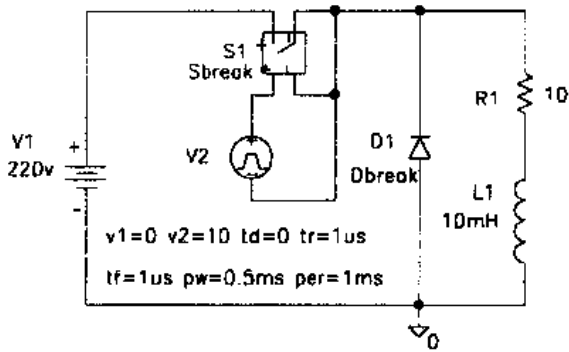 S1
Sbreak
R1
10
V1
220v
V2
D1
Dbreak
L1
10mH
v1=0 v2=10 td=0 tr=1us
tf=1us pw=0.5ms per=1ms
0